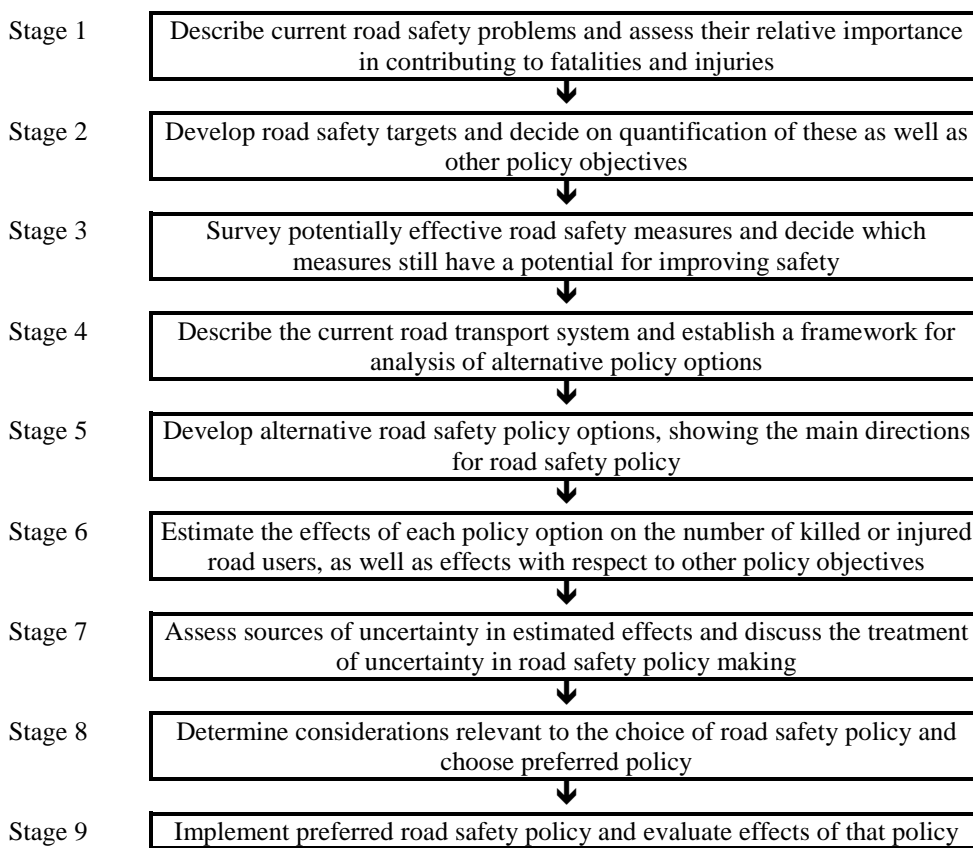 Stage 1
Describe current road safety problems and assess their relative importance
in contributing to fatalities and injuries
Stage 2
Develop road safety targets and decide on quantification of these as well as
other policy objectives
Stage 3
Survey potentially effective road safety measures and decide which
measures still have a potential for improving safety
Stage 4
Describe the current road transport system and establish a framework for
analysis of alternative policy options
Stage 5
Develop alternative road safety policy options, showing the main directions
for road safety policy
Stage 6
Estimate the effects of each policy option on the number of killed or injured
road users, as well as effects with respect to other policy objectives
Stage 7
Assess sources of uncertainty in estimated effects and discuss the treatment
of uncertainty in road safety policy making
Stage 8
Determine considerations relevant to the choice of road safety policy and
choose preferred policy
Stage 9
Implement preferred road safety policy and evaluate effects of that policy